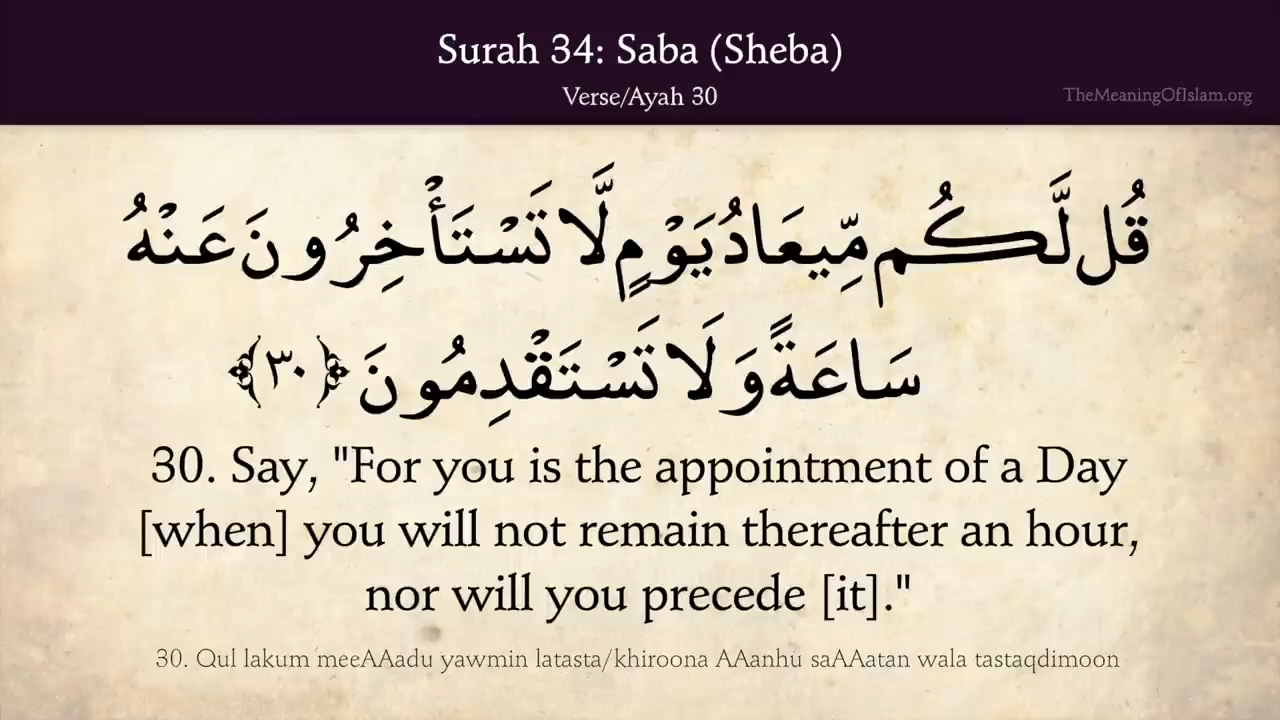 Surah 34: Saba (Sheba)
Verse/Ayah 30
TheMeaningOfIslam.org
قُل لَّكُم مِّيعَادُ يَوْمٍ لَّا تَسْتَأْخِرُونَ عَنْهُ
سَاعَةً وَلَا تَسْتَقْدِمُونَ ﴿٣٠﴾
30. Say, "For you is the appointment of a Day
[when] you will not remain thereafter an hour,
nor will you precede [it]."
30. Qul lakum meeAAadu yawmin latasta/khiroona AAanhu saAAatan wala tastaqdimoon